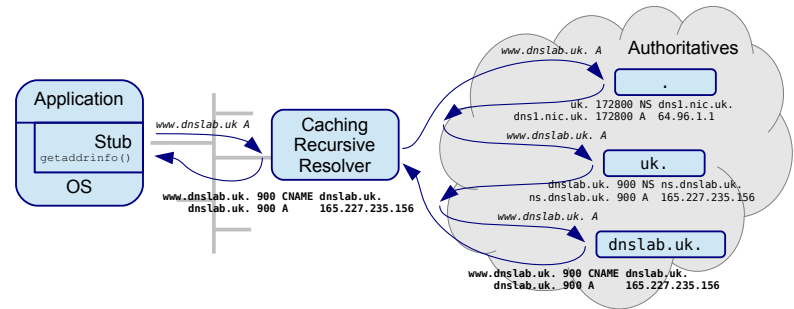 Application
Stub
getaddrinfo()
OS
www.dnslab.uk A
Caching
Recursive
Resolver
www.dnslab.uk. 900 CNAME dnslab.uk.
dnslab.uk. 900 A 165.227.235.156
Authoritatives
www.dnslab.uk. A
.
uk. 172800 NS dns1.nic.uk.
dns1.nic.uk. 172800 A 64.96.1.1
www.dnslab.uk. A
uk.
dnslab.uk. 900 NS ns.dnslab.uk.
ns.dnslab.uk. 900 A 165.227.235.156
www.dnslab.uk. A
dnslab.uk.
www.dnslab.uk. 900 CNAME dnslab.uk.
dnslab.uk. 900 A 165.227.235.156